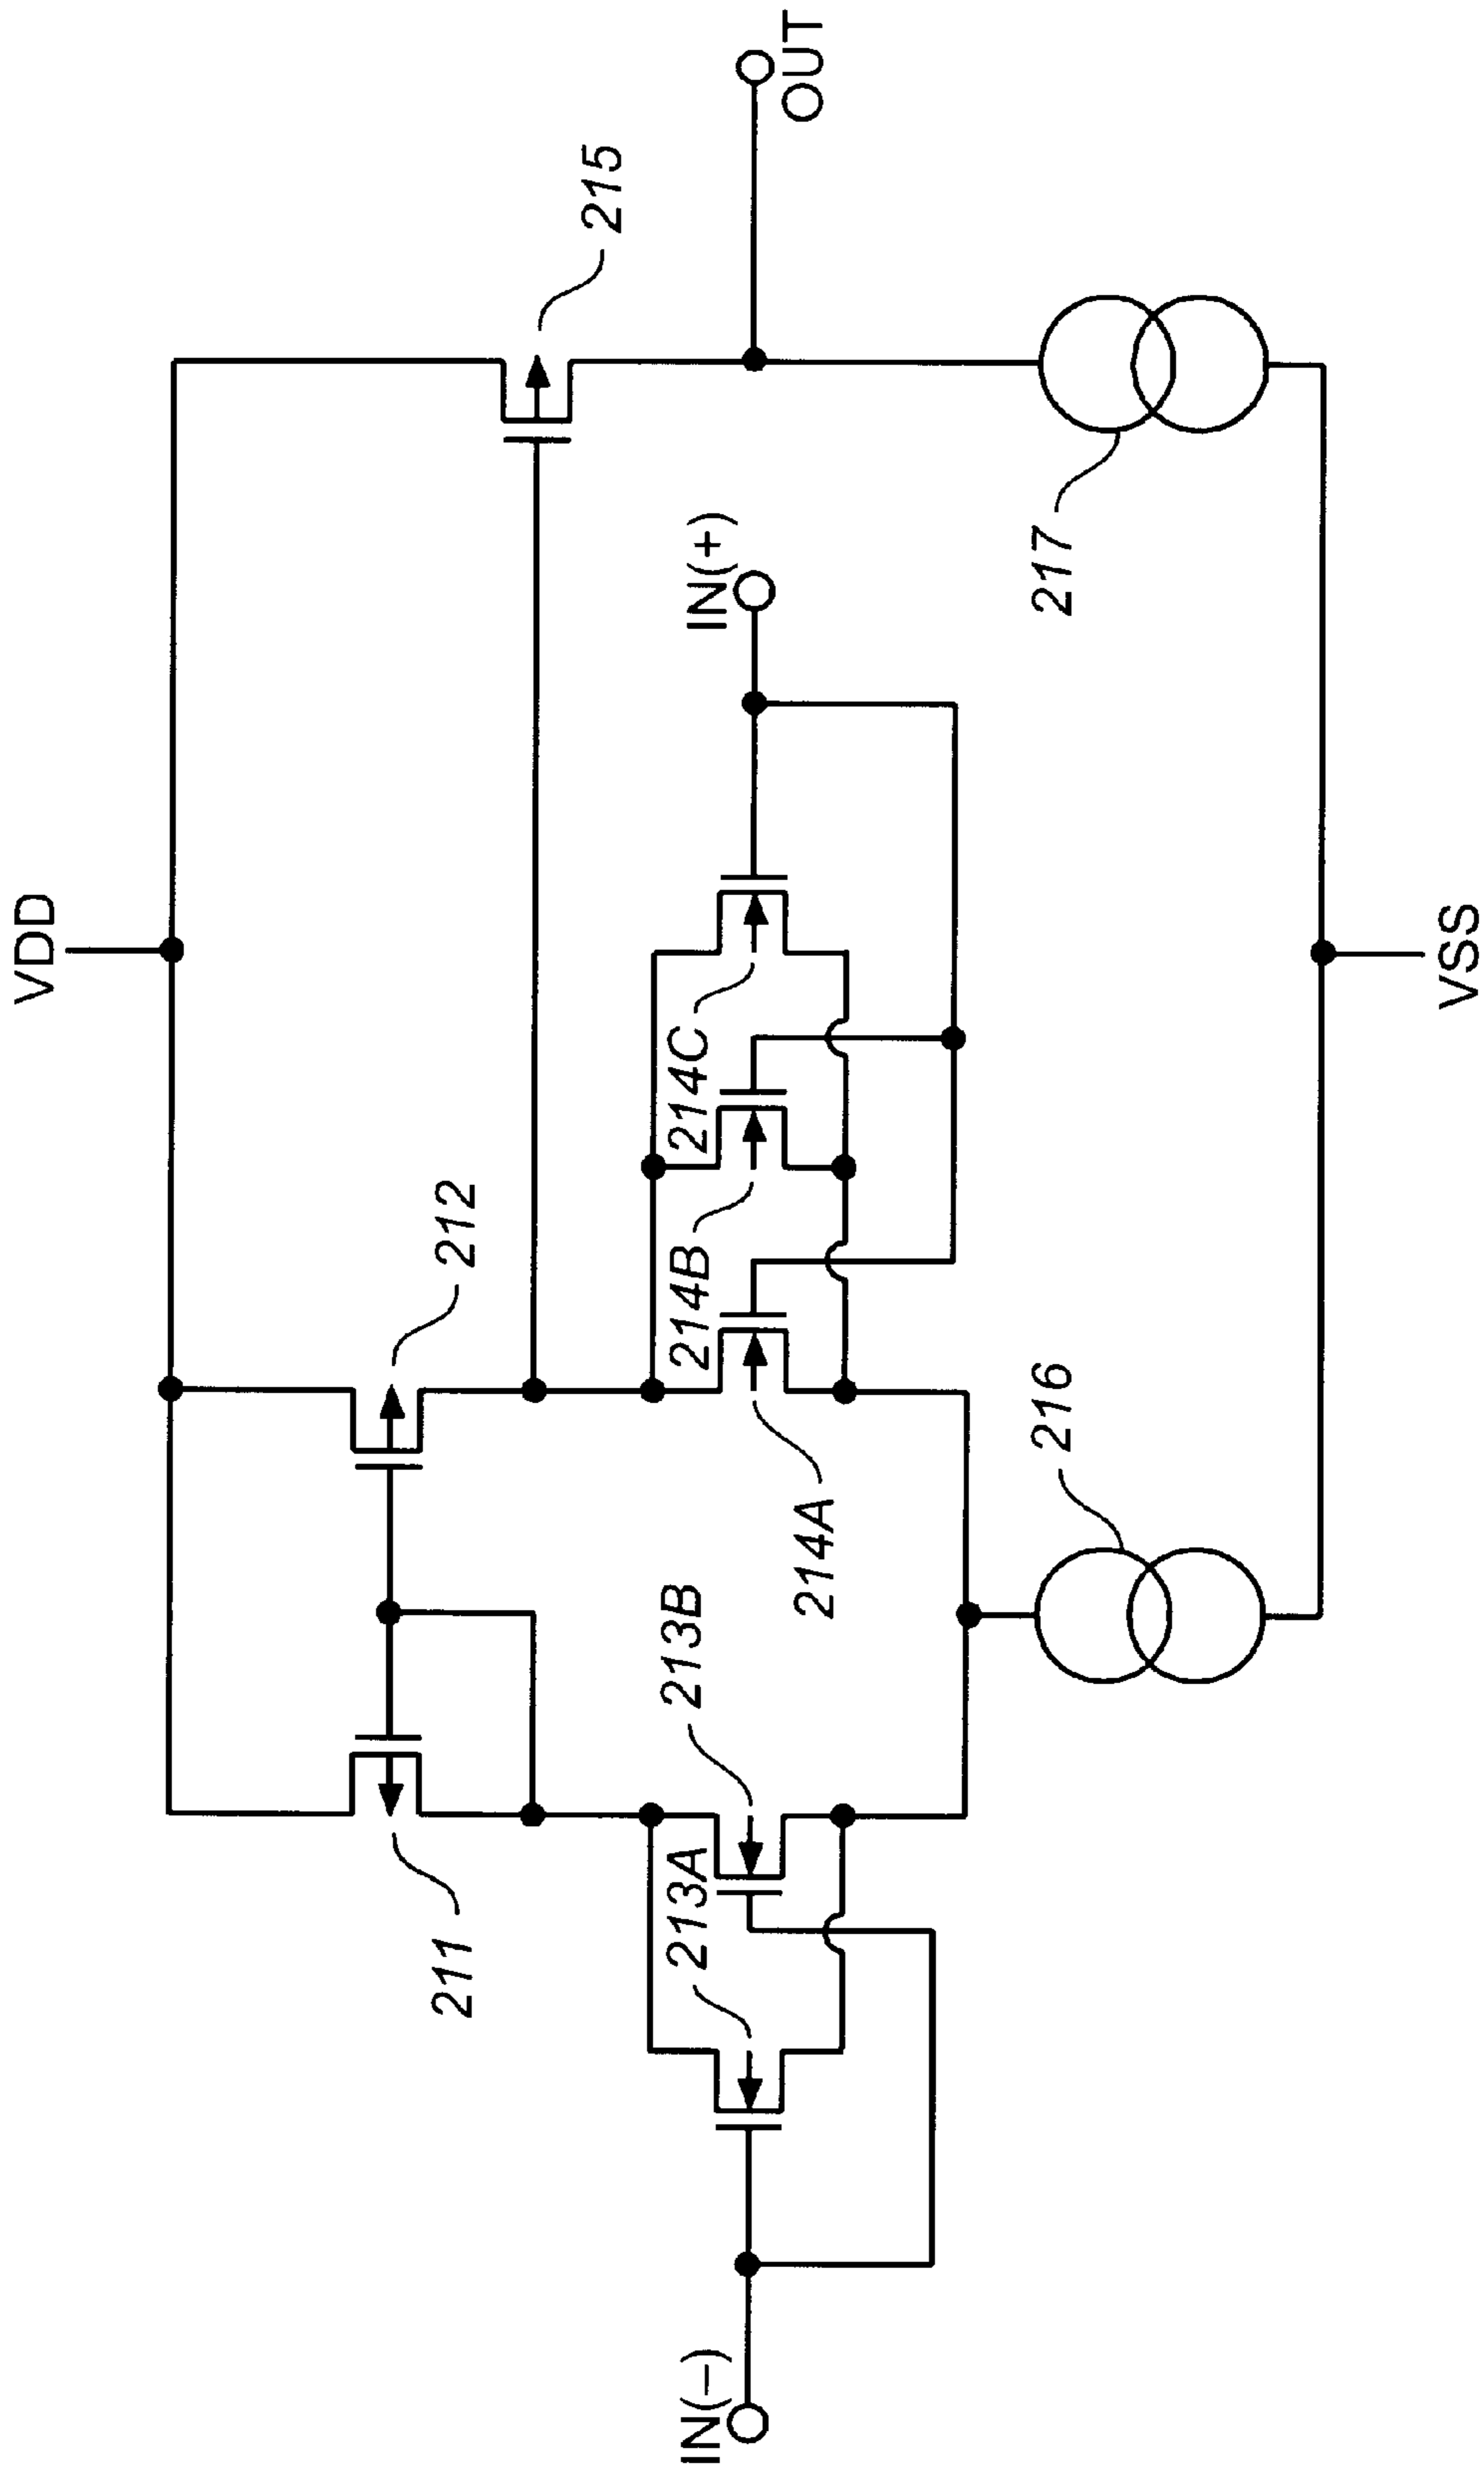 VDD
211
212
215
213A
213B
214B
214C
IN(−)
IN(+)
OUT
214A
216
217
VSS